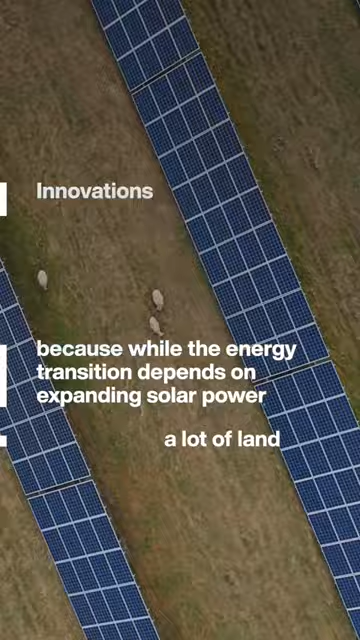 Innovations
because while the energy
transition depends on
expanding solar power
a lot of land